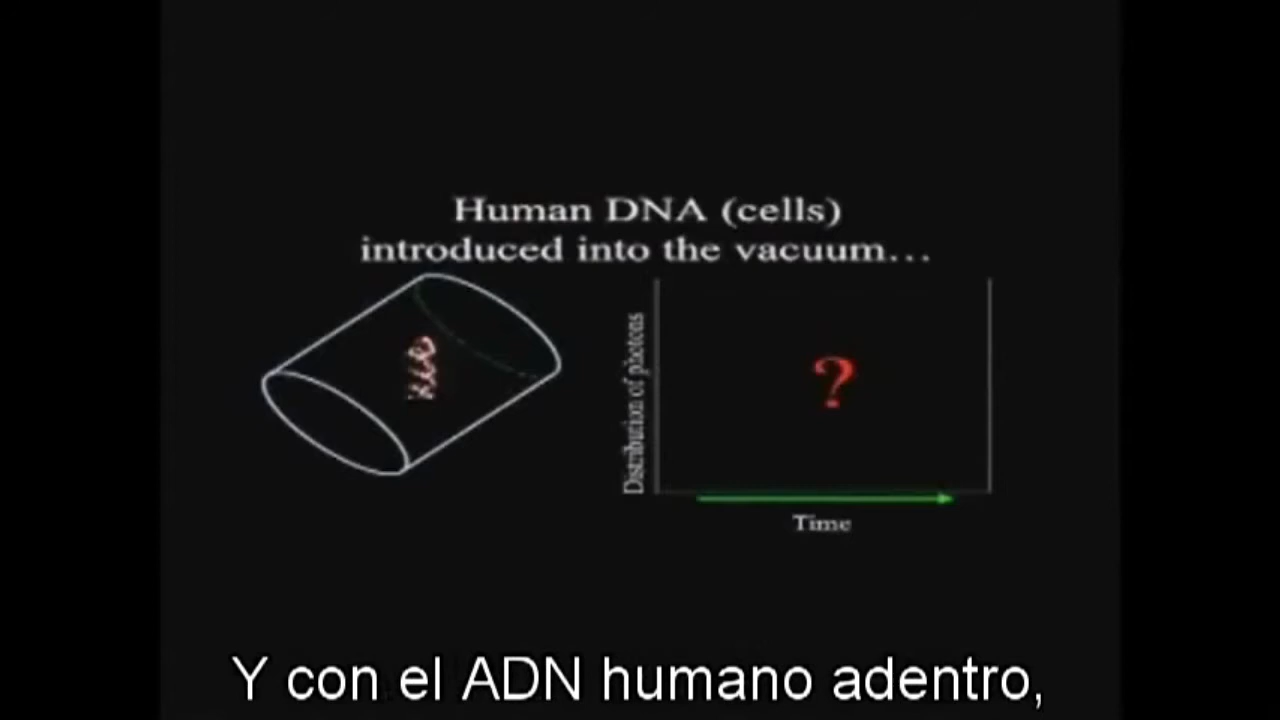 Human DNA (cells)
introduced into the vacuum...
Distribution of photons
?
Time
Y con el ADN humano adentro,